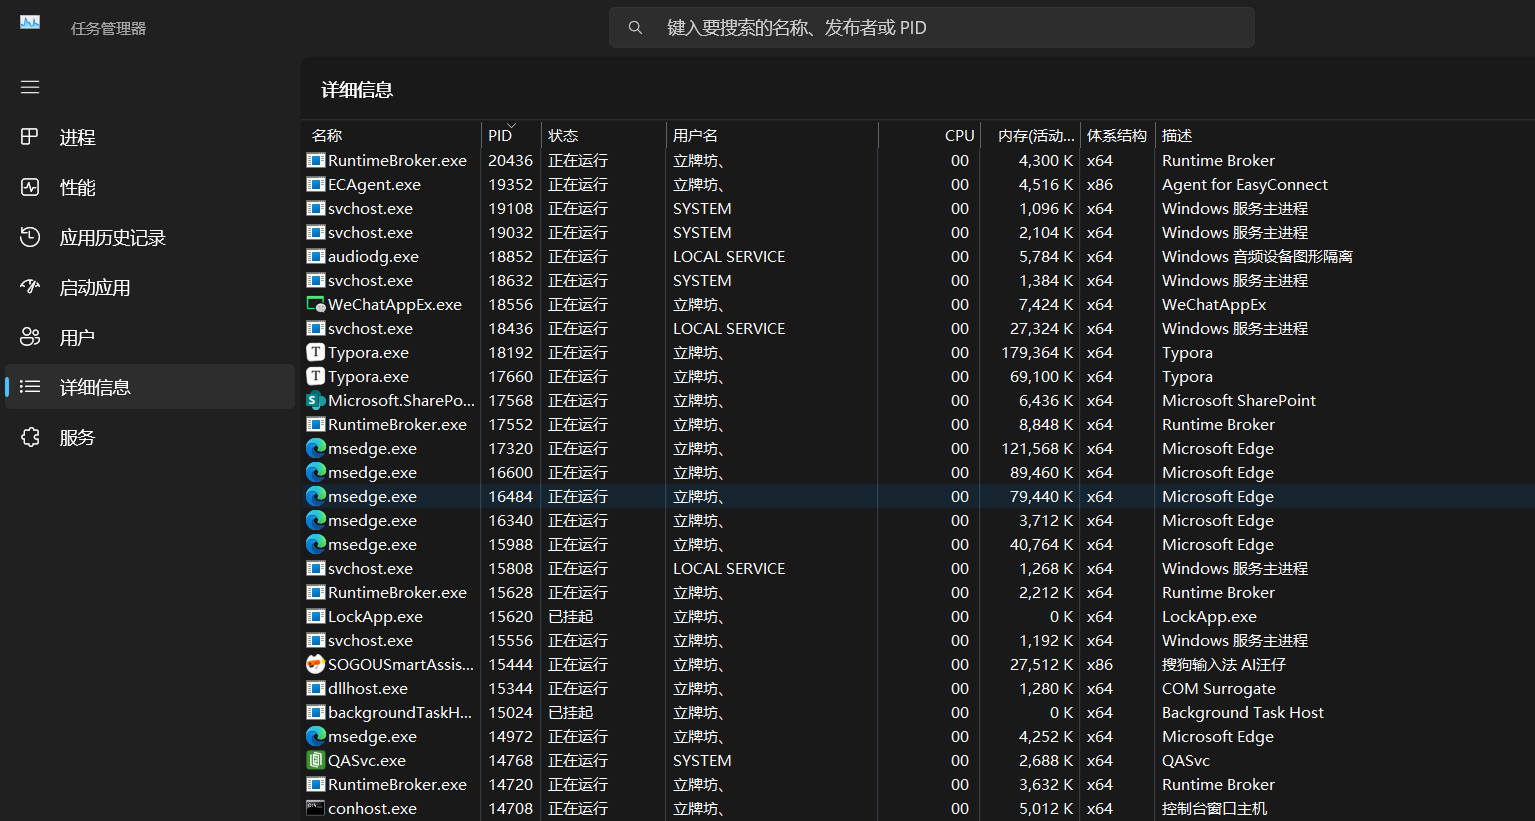 任务管理器
键入要搜索的名称、发布者或 PID
进程
性能
应用历史记录
启动应用
用户
详细信息
服务
详细信息
名称 PID 状态 用户名 CPU 内存(活动... 体系结构 描述
RuntimeBroker.exe 20436 正在运行 立牌坊、 00 4,300 K x64 Runtime Broker
ECAgent.exe 19352 正在运行 立牌坊、 00 4,516 K x86 Agent for EasyConnect
svchost.exe 19108 正在运行 SYSTEM 00 1,096 K x64 Windows 服务主进程
svchost.exe 19032 正在运行 SYSTEM 00 2,104 K x64 Windows 服务主进程
audiodg.exe 18852 正在运行 LOCAL SERVICE 00 5,784 K x64 Windows 音频设备图形隔离
svchost.exe 18632 正在运行 SYSTEM 00 1,384 K x64 Windows 服务主进程
WeChatAppEx.exe 18556 正在运行 立牌坊、 00 7,424 K x64 WeChatAppEx
svchost.exe 18436 正在运行 LOCAL SERVICE 00 27,324 K x64 Windows 服务主进程
Typora.exe 18192 正在运行 立牌坊、 00 179,364 K x64 Typora
Typora.exe 17660 正在运行 立牌坊、 00 69,100 K x64 Typora
Microsoft.SharePo... 17568 正在运行 立牌坊、 00 6,436 K x64 Microsoft SharePoint
RuntimeBroker.exe 17552 正在运行 立牌坊、 00 8,848 K x64 Runtime Broker
msedge.exe 17320 正在运行 立牌坊、 00 121,568 K x64 Microsoft Edge
msedge.exe 16600 正在运行 立牌坊、 00 89,460 K x64 Microsoft Edge
msedge.exe 16484 正在运行 立牌坊、 00 79,440 K x64 Microsoft Edge
msedge.exe 16340 正在运行 立牌坊、 00 3,712 K x64 Microsoft Edge
msedge.exe 15988 正在运行 立牌坊、 00 40,764 K x64 Microsoft Edge
svchost.exe 15808 正在运行 LOCAL SERVICE 00 1,268 K x64 Windows 服务主进程
RuntimeBroker.exe 15628 正在运行 立牌坊、 00 2,212 K x64 Runtime Broker
LockApp.exe 15620 已挂起 立牌坊、 00 0 K x64 LockApp.exe
svchost.exe 15556 正在运行 立牌坊、 00 1,192 K x64 Windows 服务主进程
SOGOUSmartAssis... 15444 正在运行 立牌坊、 00 27,512 K x86 搜狗输入法 AI汪仔
dllhost.exe 15344 正在运行 立牌坊、 00 1,280 K x64 COM Surrogate
backgroundTaskH... 15024 已挂起 立牌坊、 00 0 K x64 Background Task Host
msedge.exe 14972 正在运行 立牌坊、 00 4,252 K x64 Microsoft Edge
QASvc.exe 14768 正在运行 SYSTEM 00 2,688 K x64 QASvc
RuntimeBroker.exe 14720 正在运行 立牌坊、 00 3,632 K x64 Runtime Broker
conhost.exe 14708 正在运行 立牌坊、 00 5,012 K x64 控制台窗口主机